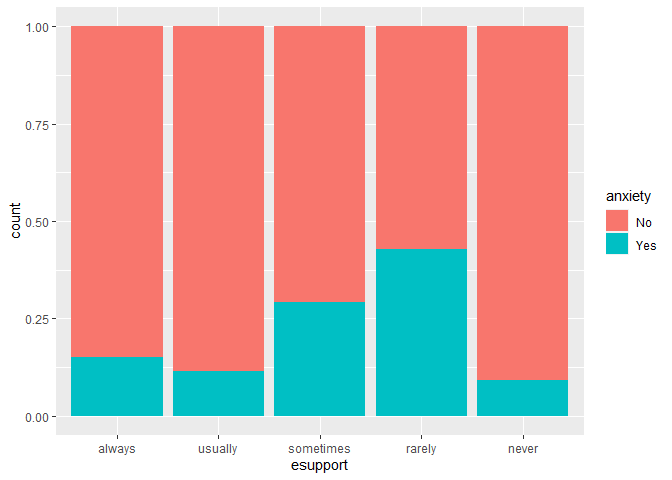 1.00
0.75
0.50
0.25
0.00
count
always usually sometimes rarely never
esupport
anxiety
No
Yes